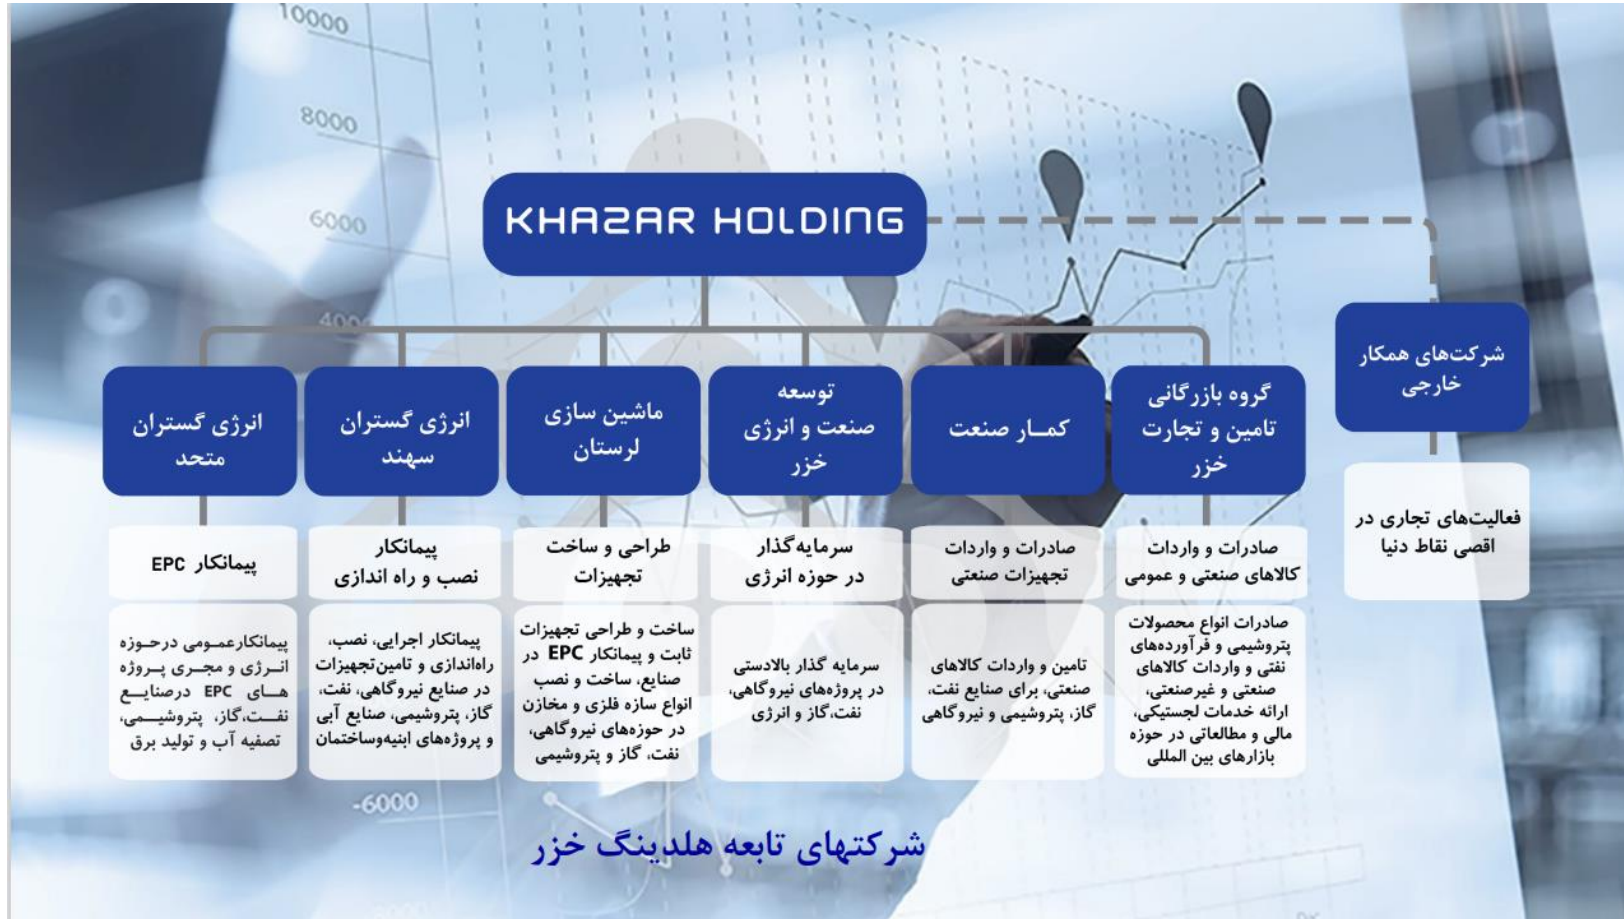 10000
8000
6000
4000
KHAZAR HOLDING
شرکت‌های همکار
خارجی
فعالیت‌های تجاری در
اقصی نقاط دنیا
گروه بازرگانی
تامین و تجارت
خزر
صادرات و واردات
کالاهای صنعتی و عمومی
صادرات انواع محصولات
پتروشیمی و فرآورده‌های
نفتی و واردات کالاهای
صنعتی و غیرصنعتی،
ارائه خدمات لجستیکی،
مالی و مطالعاتی در حوزه
بازارهای بین المللی
کمـار صنعت
صادرات و واردات
تجهیزات صنعتی
تامین و واردات کالاهای
صنعتی، برای صنایع نفت،
گاز، پتروشیمی و نیروگاهی
توسعه
صنعت و انرژی
خزر
سرمایه‌گذار
در حوزه انرژی
سرمایه گذار بالادستی
در پروژه‌های نیروگاهی،
نفت،گاز و انرژی
ماشین سازی
لرستان
طراحی و ساخت
تجهیزات
ساخت و طراحی تجهیزات
ثابت و پیمانکار EPC در
صنایع، ساخت و نصب
انواع سازه فلزی و مخازن
در حوزه‌های نیروگاهی،
نفت، گاز و پتروشیمی
انرژی گستران
سهند
پیمانکار
نصب و راه اندازی
پیمانکار اجرایی، نصب،
راه‌اندازی و تامین‌تجهیزات
در صنایع نیروگاهی، نفت،
گاز، پتروشیمی، صنایع آبی
و پروژه‌های ابنیه‌وساختمان
انرژی گستران
متحد
پیمانکار EPC
پیمانکارعمـومی درحـوزه
انـرژی و مجـری پـروژه
هـای EPC درصنایـع
نفـت،گاز، پتروشیـمی،
تصفیه آب و تولید برق
-6000
شرکتهای تابعه هلدینگ خزر